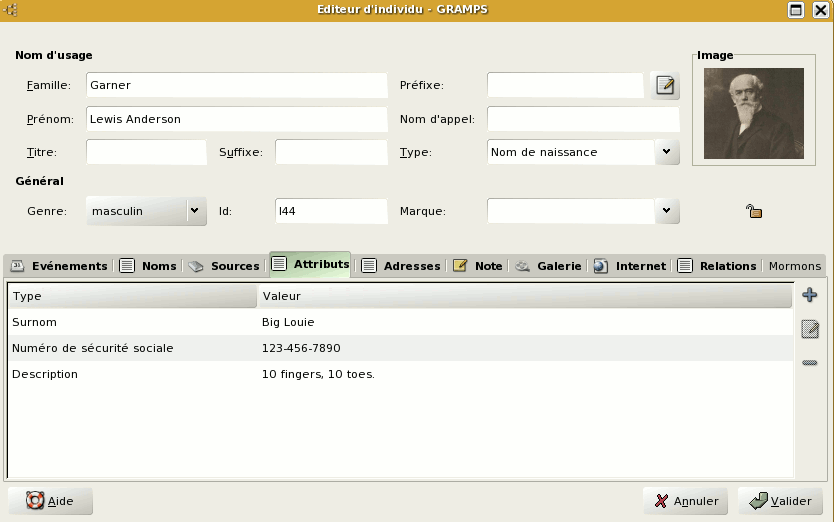 Editeur d'individu - GRAMPS
Nom d'usage
Image
Famille: Garner Préfixe:
Prénom: Lewis Anderson Nom d'appel:
Titre: Suffixe: Type: Nom de naissance
Général
Genre: masculin Id: I44 Marque:
Evénements Noms Sources Attributs Adresses Note Galerie Internet Relations Mormons
Type Valeur
Surnom Big Louie
Numéro de sécurité sociale 123-456-7890
Description 10 fingers, 10 toes.
Aide Annuler Valider